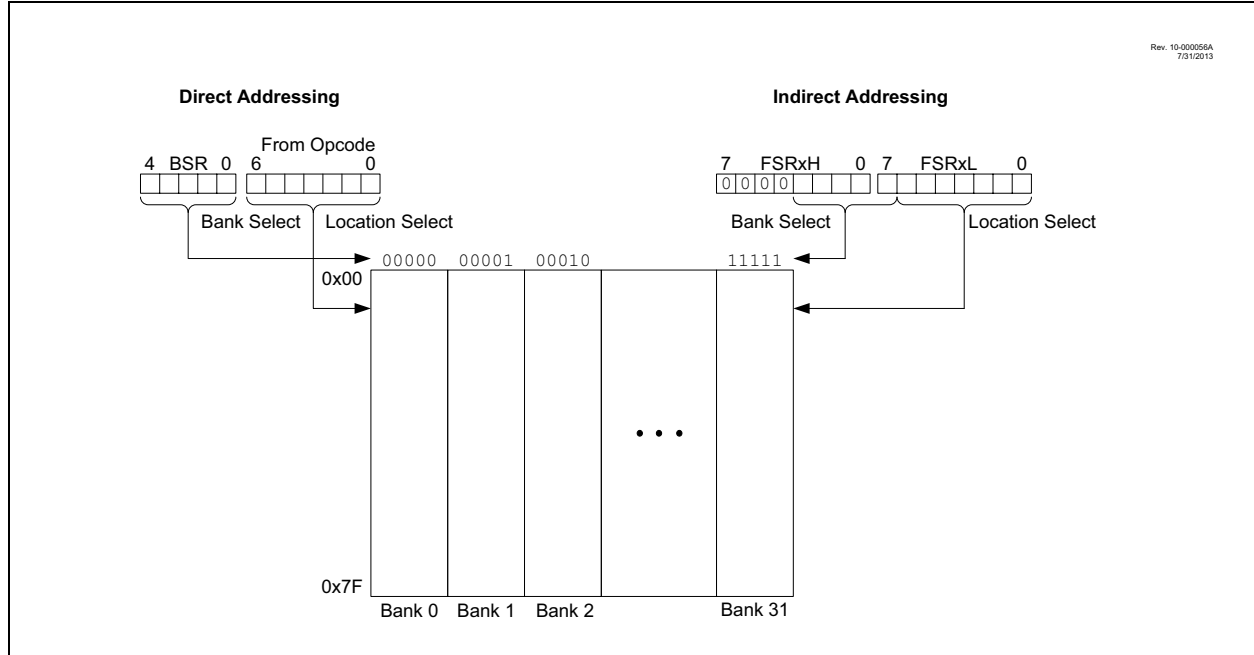 Rev. 10-000056A
7/31/2013
Direct Addressing
Indirect Addressing
From Opcode
4 BSR 0 6 0
7 FSRxH 0 7 FSRxL 0
0 0 0 0
Bank Select Location Select
Bank Select Location Select
00000 00001 00010 11111
0x00
• • •
0x7F
Bank 0 Bank 1 Bank 2 Bank 31